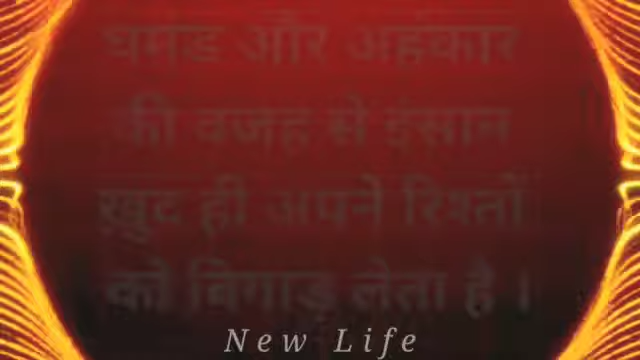 घमंड और अहंकार
की वजह से इंसान
ख़ुद ही अपने रिश्तों
को बिगाड़ लेता है ।
New Life